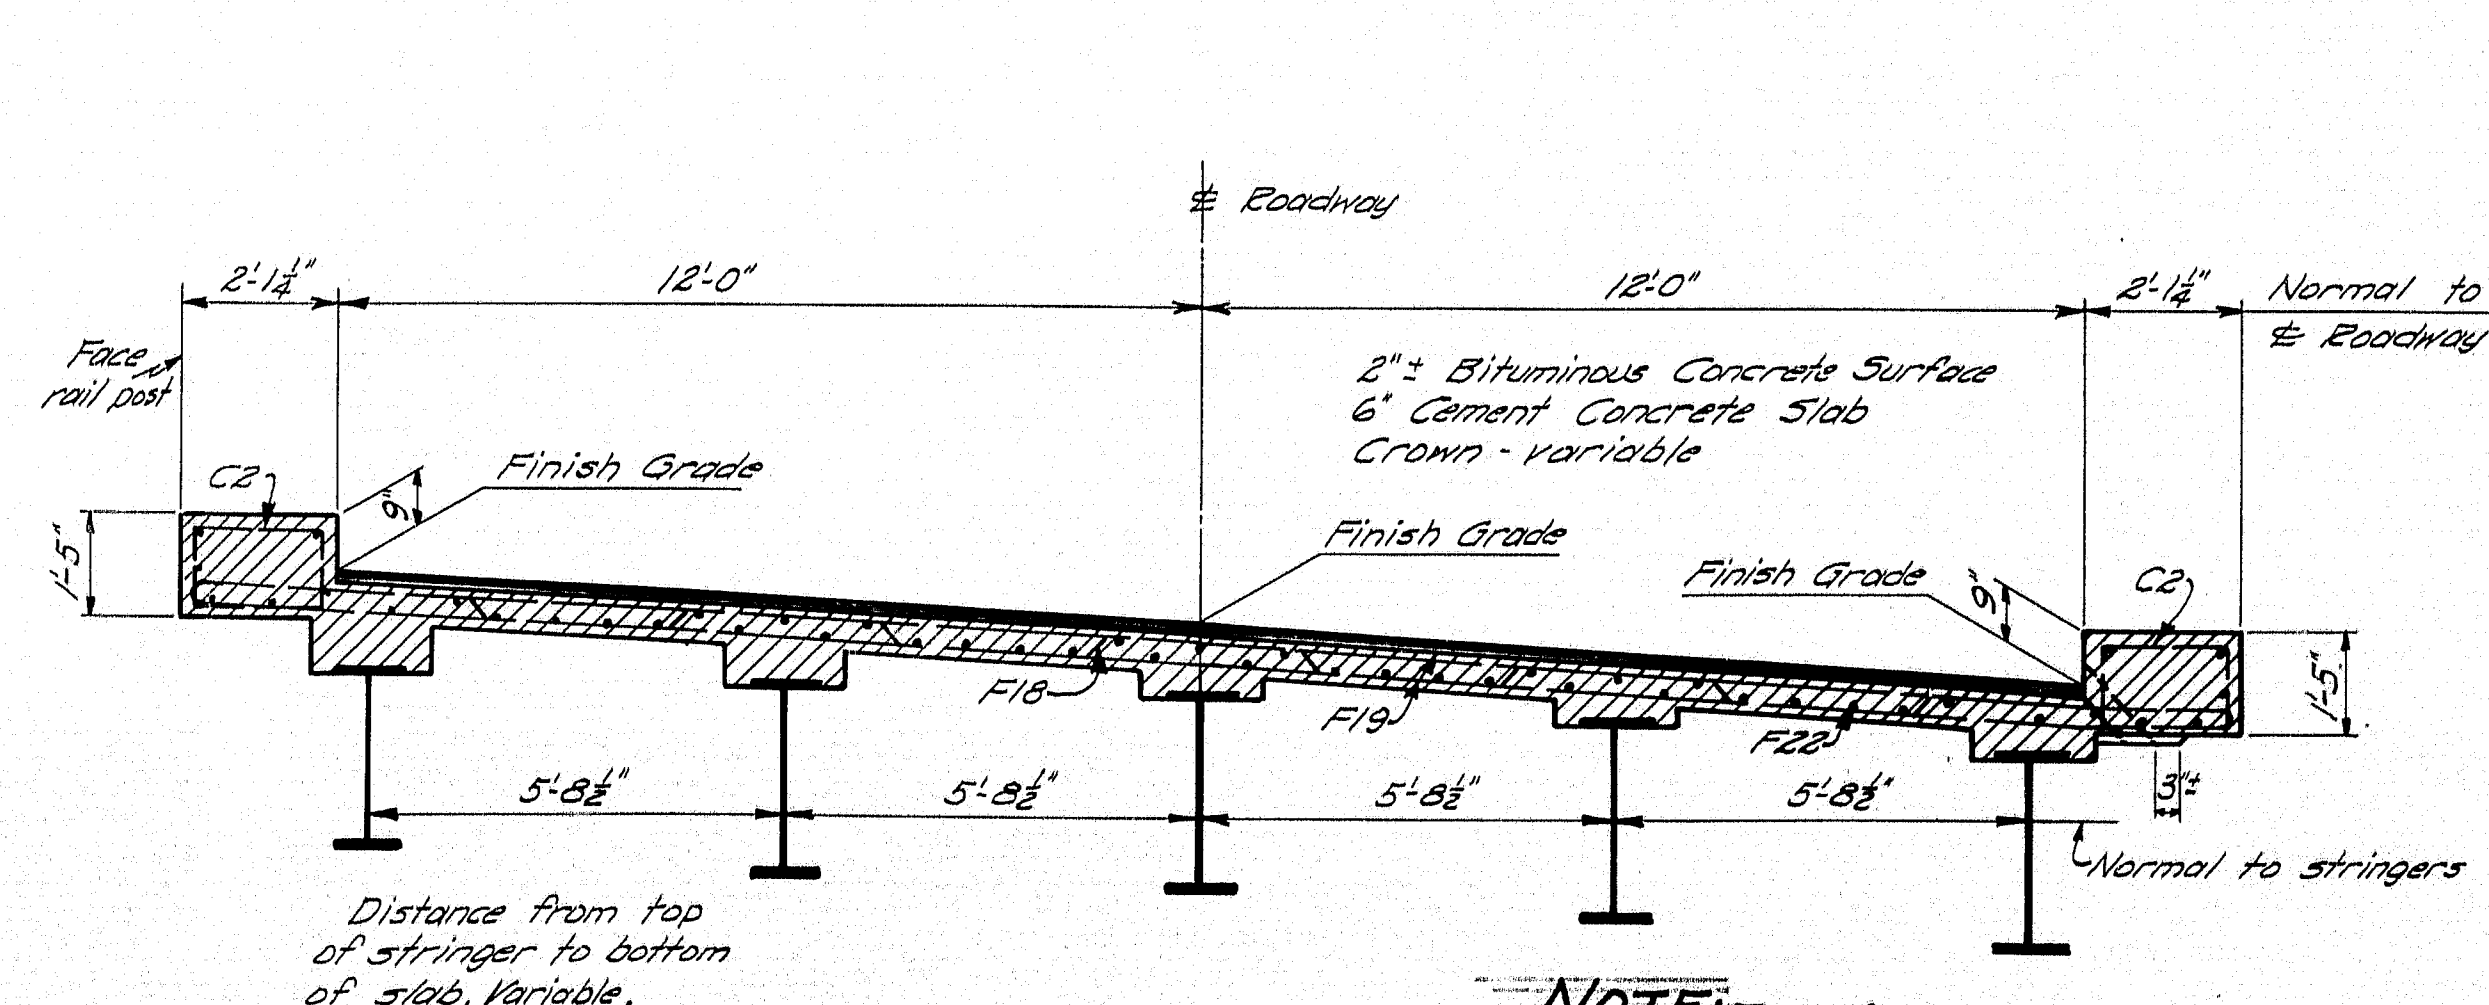 ℄ Roadway
2'-1¼"
12'-0"
12'-0"
2'-1¼"
Normal to
℄ Roadway
Face
rail post
2"± Bituminous Concrete Surface
6" Cement Concrete Slab
Crown - variable
C2
9"
Finish Grade
1'-5"
Finish Grade
Finish Grade
9"
C2
1'-5"
F18
F19
F22
5'-8½"
5'-8½"
5'-8½"
5'-8½"
3"±
Normal to stringers
Distance from top
of stringer to bottom
of slab. Variable.
NOTE: